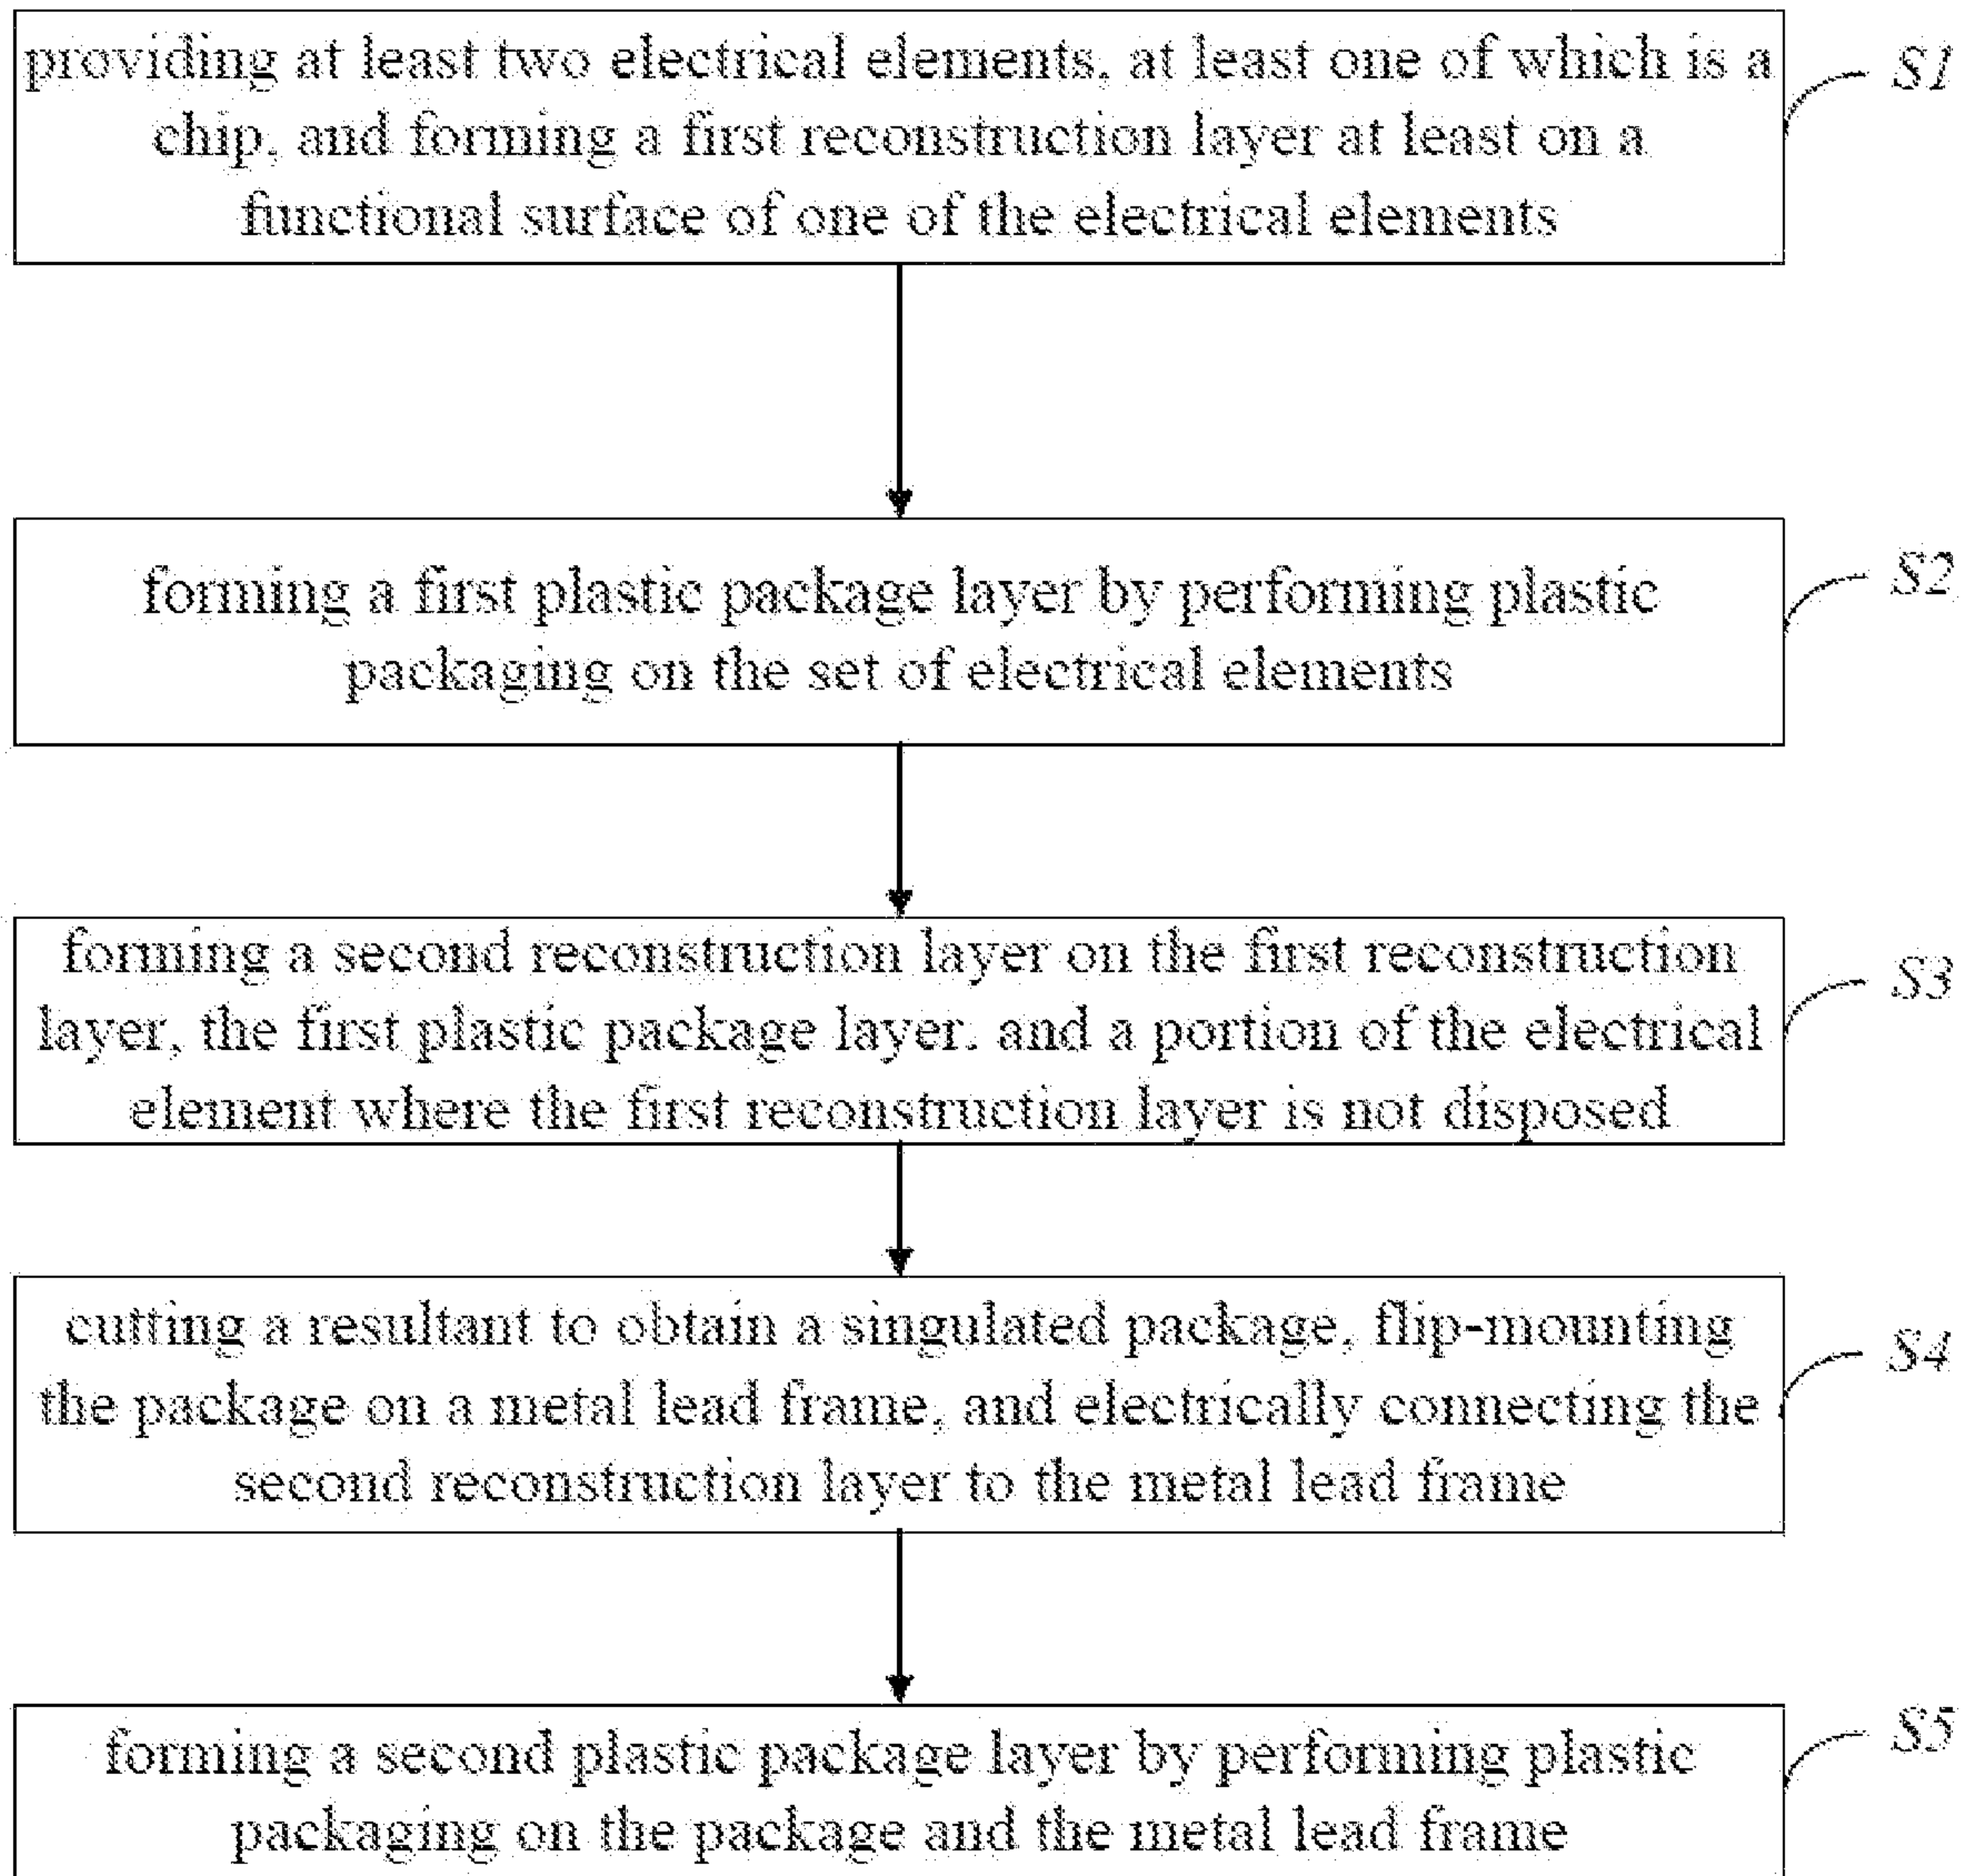 providing at least two electrical elements, at least one of which is a
S1
chip, and forming a first reconstruction layer at least on a
functional surface of one of the electrical elements
forming a first plastic package layer by performing plastic
S2
packaging on the set of electrical elements
forming a second reconstruction layer on the first reconstruction
S3
layer, the first plastic package layer, and a portion of the electrical
element where the first reconstruction layer is not disposed
cutting a resultant to obtain a singulated package, flip-mounting
S4
the package on a metal lead frame, and electrically connecting the
second reconstruction layer to the metal lead frame
forming a second plastic package layer by performing plastic
S5
packaging on the package and the metal lead frame